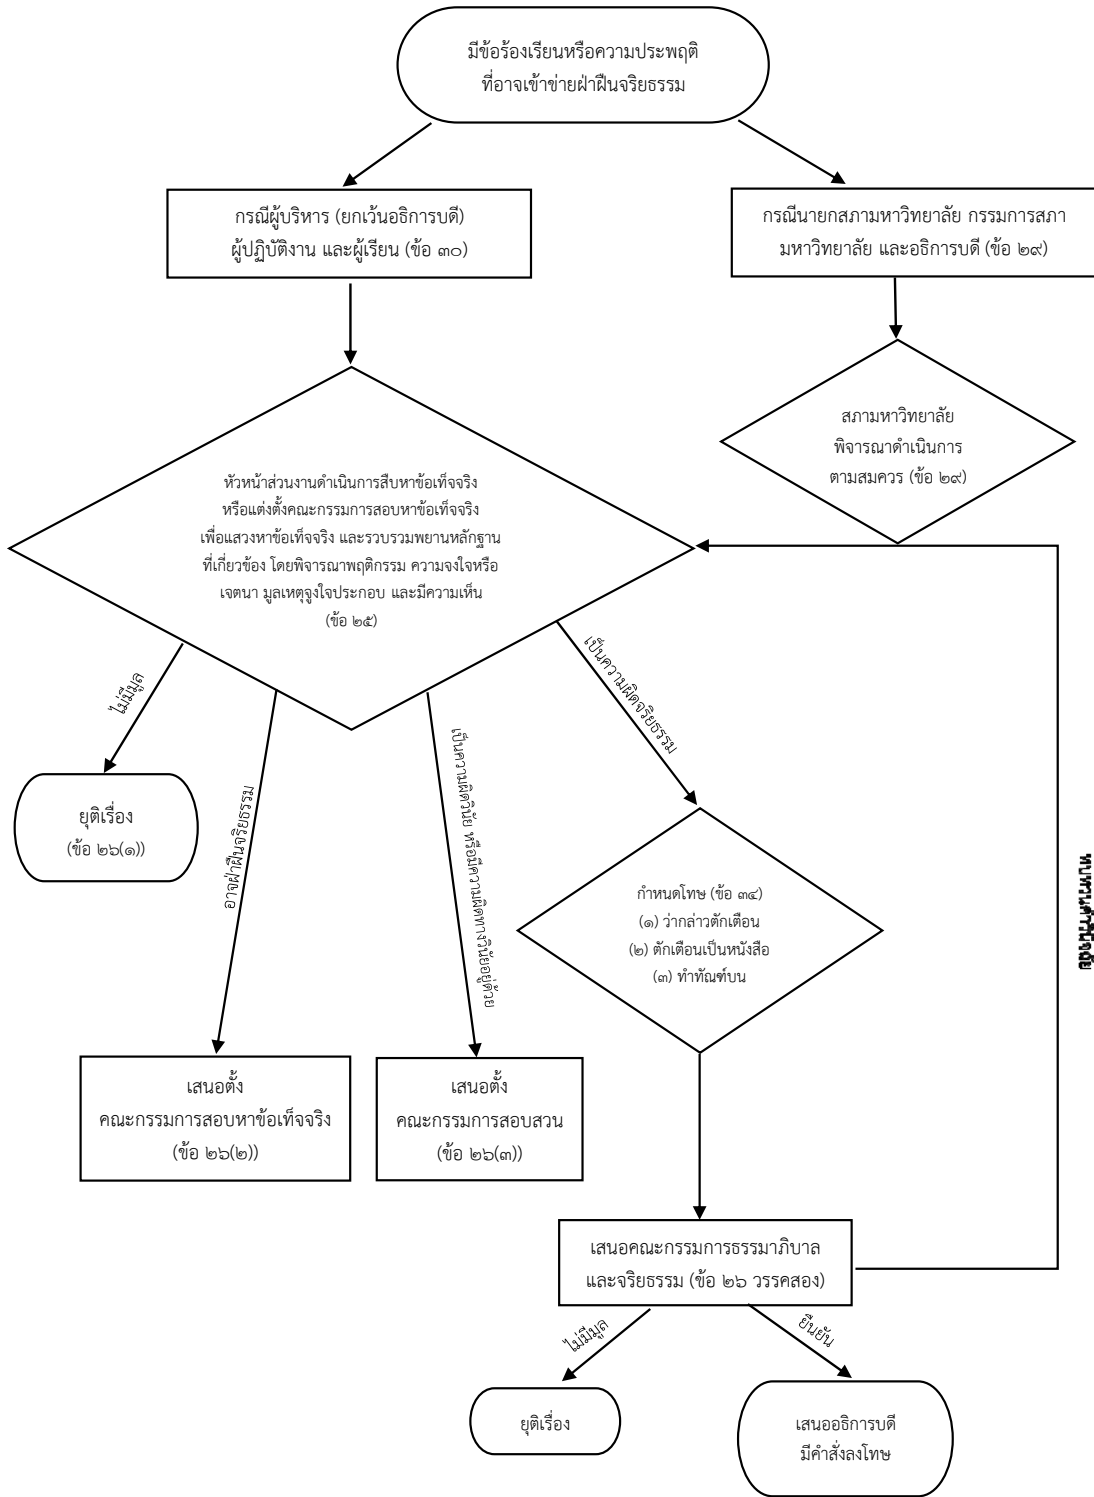 มีข้อร้องเรียนหรือความประพฤติ
ที่อาจเข้าข่ายฝ่าฝืนจริยธรรม
กรณีผู้บริหาร (ยกเว้นอธิการบดี)
ผู้ปฏิบัติงาน และผู้เรียน (ข้อ ๓๐)
กรณีนายกสภามหาวิทยาลัย กรรมการสภา
มหาวิทยาลัย และอธิการบดี (ข้อ ๒๙)
สภามหาวิทยาลัย
พิจารณาดำเนินการ
ตามสมควร (ข้อ ๒๙)
หัวหน้าส่วนงานดำเนินการสืบหาข้อเท็จจริง
หรือแต่งตั้งคณะกรรมการสอบหาข้อเท็จจริง
เพื่อแสวงหาข้อเท็จจริง และรวบรวมพยานหลักฐาน
ที่เกี่ยวข้อง โดยพิจารณาพฤติกรรม ความจงใจหรือ
เจตนา มูลเหตุจูงใจประกอบ และมีความเห็น
(ข้อ ๒๕)
ไม่มีมูล
อาจฝ่าฝืนจริยธรรม
เป็นความผิดวินัย หรือมีความผิดทางวินัยอยู่ด้วย
เป็นความผิดจริยธรรม
ยุติเรื่อง
(ข้อ ๒๖(๑))
กำหนดโทษ (ข้อ ๓๔)
(๑) ว่ากล่าวตักเตือน
(๒) ตักเตือนเป็นหนังสือ
(๓) ทำทัณฑ์บน
ทบทวนคำวินิจฉัย
เสนอตั้ง
คณะกรรมการสอบหาข้อเท็จจริง
(ข้อ ๒๖(๒))
เสนอตั้ง
คณะกรรมการสอบสวน
(ข้อ ๒๖(๓))
เสนอคณะกรรมการธรรมาภิบาล
และจริยธรรม (ข้อ ๒๖ วรรคสอง)
ไม่มีมูล
ยืนยัน
ยุติเรื่อง
เสนออธิการบดี
มีคำสั่งลงโทษ